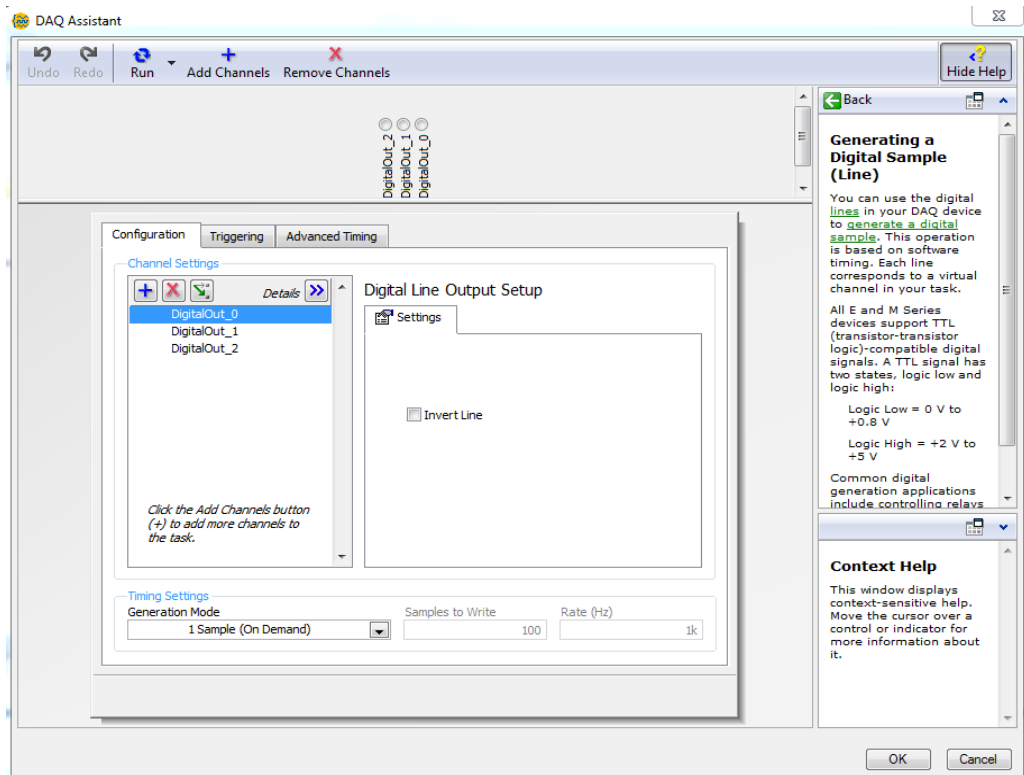 DAQ Assistant
Undo
Redo
Run
Add Channels
Remove Channels
Hide Help
DigitalOut_2
DigitalOut_1
DigitalOut_0
Configuration
Triggering
Advanced Timing
Channel Settings
Details
DigitalOut_0
DigitalOut_1
DigitalOut_2
Click the Add Channels button
(+) to add more channels to
the task.
Digital Line Output Setup
Settings
Invert Line
Timing Settings
Generation Mode
Samples to Write
Rate (Hz)
1 Sample (On Demand)
100
1k
Back
Generating a
Digital Sample
(Line)
You can use the digital
lines in your DAQ device
to generate a digital
sample. This operation
is based on software
timing. Each line
corresponds to a virtual
channel in your task.
All E and M Series
devices support TTL
(transistor-transistor
logic)-compatible digital
signals. A TTL signal has
two states, logic low and
logic high:
Logic Low = 0 V to
+0.8 V
Logic High = +2 V to
+5 V
Common digital
generation applications
include controlling relays
Context Help
This window displays
context-sensitive help.
Move the cursor over a
control or indicator for
more information about
it.
OK
Cancel